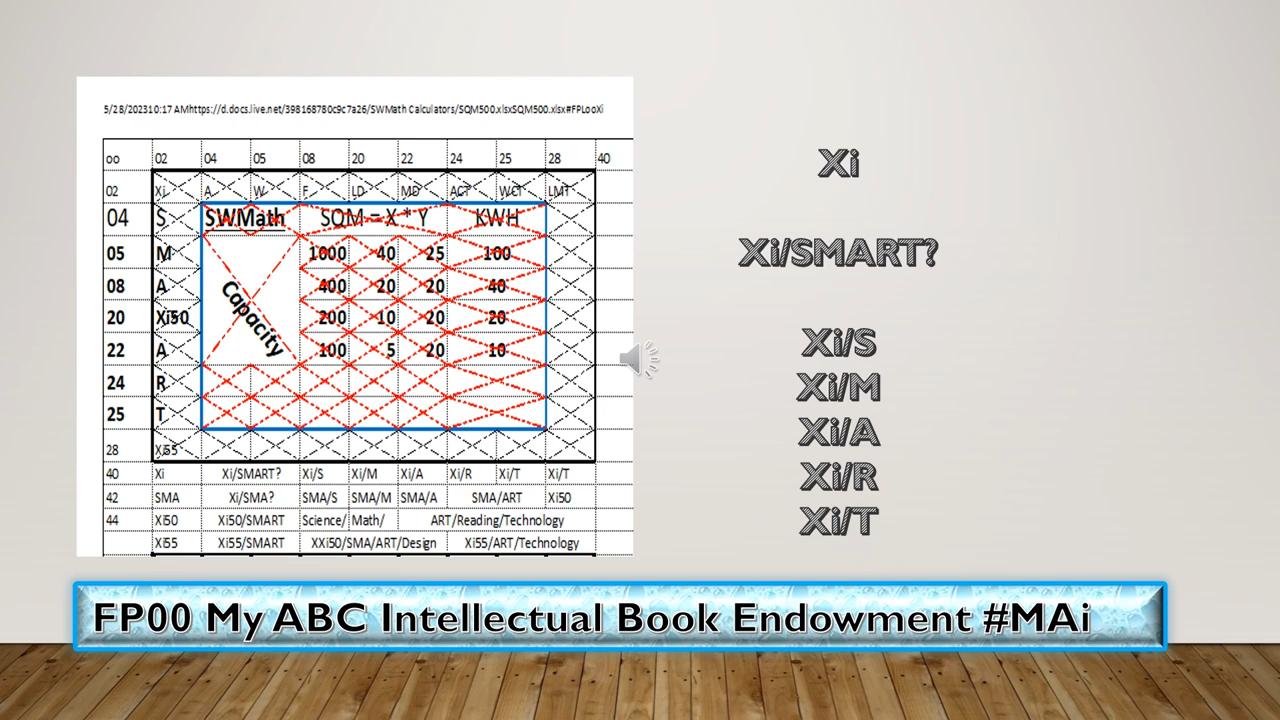 5/28/202310:17 AMhttps://d.docs.live.net/398168780c9c7a26/SWMath Calculators/SQM500.xlsxSQM500.xlsx#FPLooXi
oo 02 04 05 08 20 22 24 25 28 40
02 Xi A W F LD MD ACT WCT LMT
04 S SWMath SQM = X * Y KWH
05 M 1000 40 25 100
08 A 400 20 20 40
20 Xi50 200 10 20 20
22 A 100 5 20 10
Capacity
24 R
25 T
28 Xi55
40 Xi Xi/SMART? Xi/S Xi/M Xi/A Xi/R Xi/T Xi/T
42 SMA Xi/SMA? SMA/S SMA/M SMA/A SMA/ART Xi50
44 Xi50 Xi50/SMART Science/ Math/ ART/Reading/Technology
Xi55 Xi55/SMART XXi50/SMA/ART/Design Xi55/ART/Technology
Xi
Xi/SMART?
Xi/S
Xi/M
Xi/A
Xi/R
Xi/T
FP00 My ABC Intellectual Book Endowment #MAi